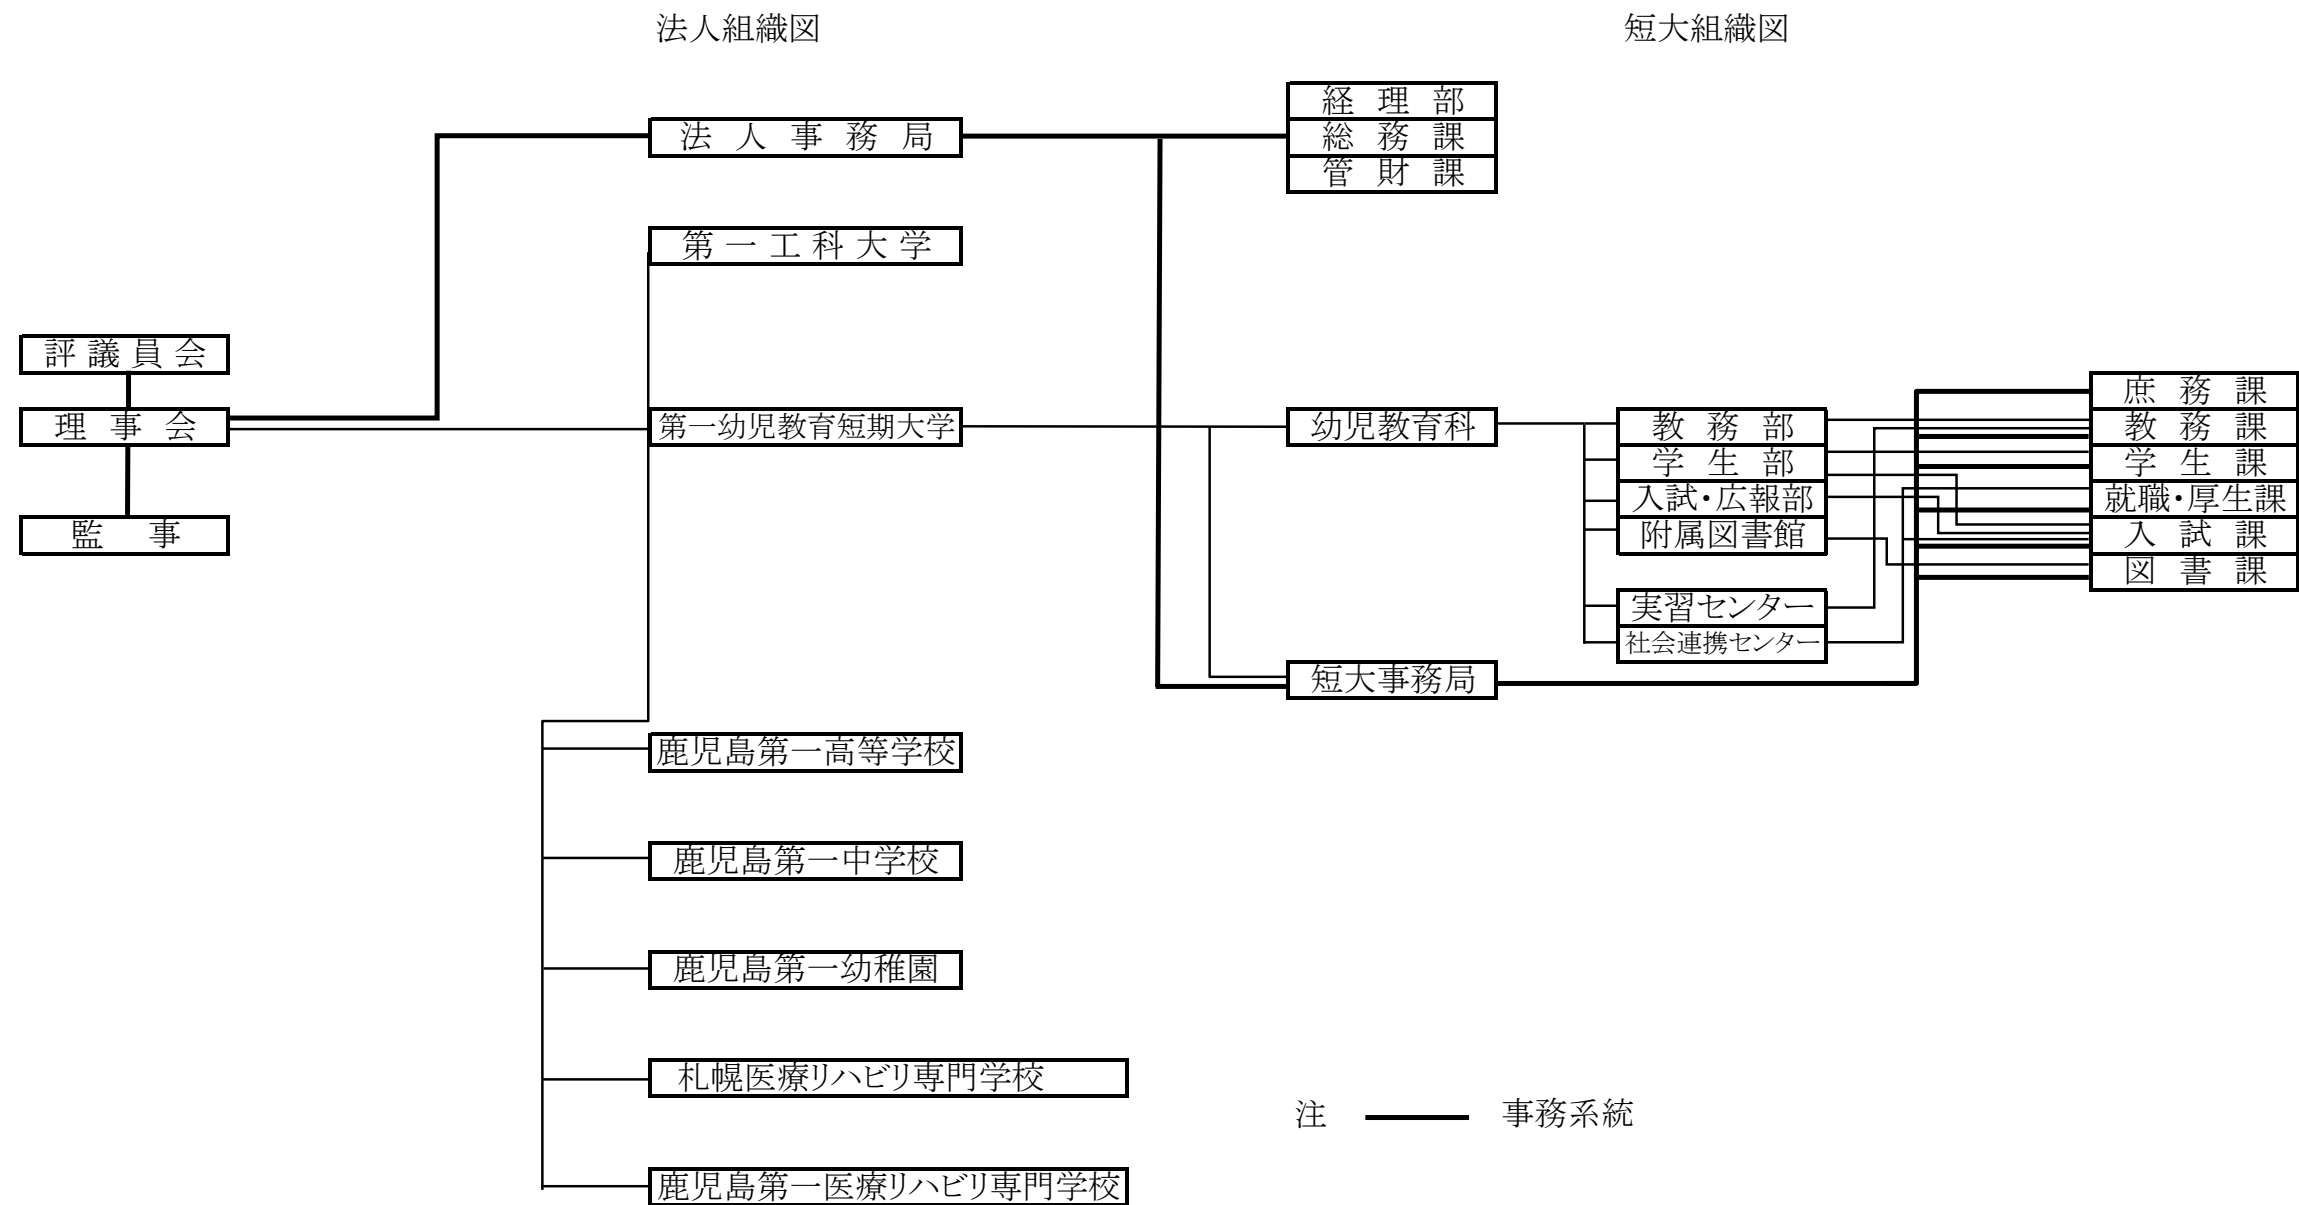 法人組織図
短大組織図
経理部
法人事務局
総務課
管財課
第一工科大学
評議員会
理事会
監事
第一幼児教育短期大学
幼児教育科
短大事務局
教務部
学生部
入試・広報部
附属図書館
実習センター
社会連携センター
庶務課
教務課
学生課
就職・厚生課
入試課
図書課
鹿児島第一高等学校
鹿児島第一中学校
鹿児島第一幼稚園
札幌医療リハビリ専門学校
鹿児島第一医療リハビリ専門学校
注 事務系統